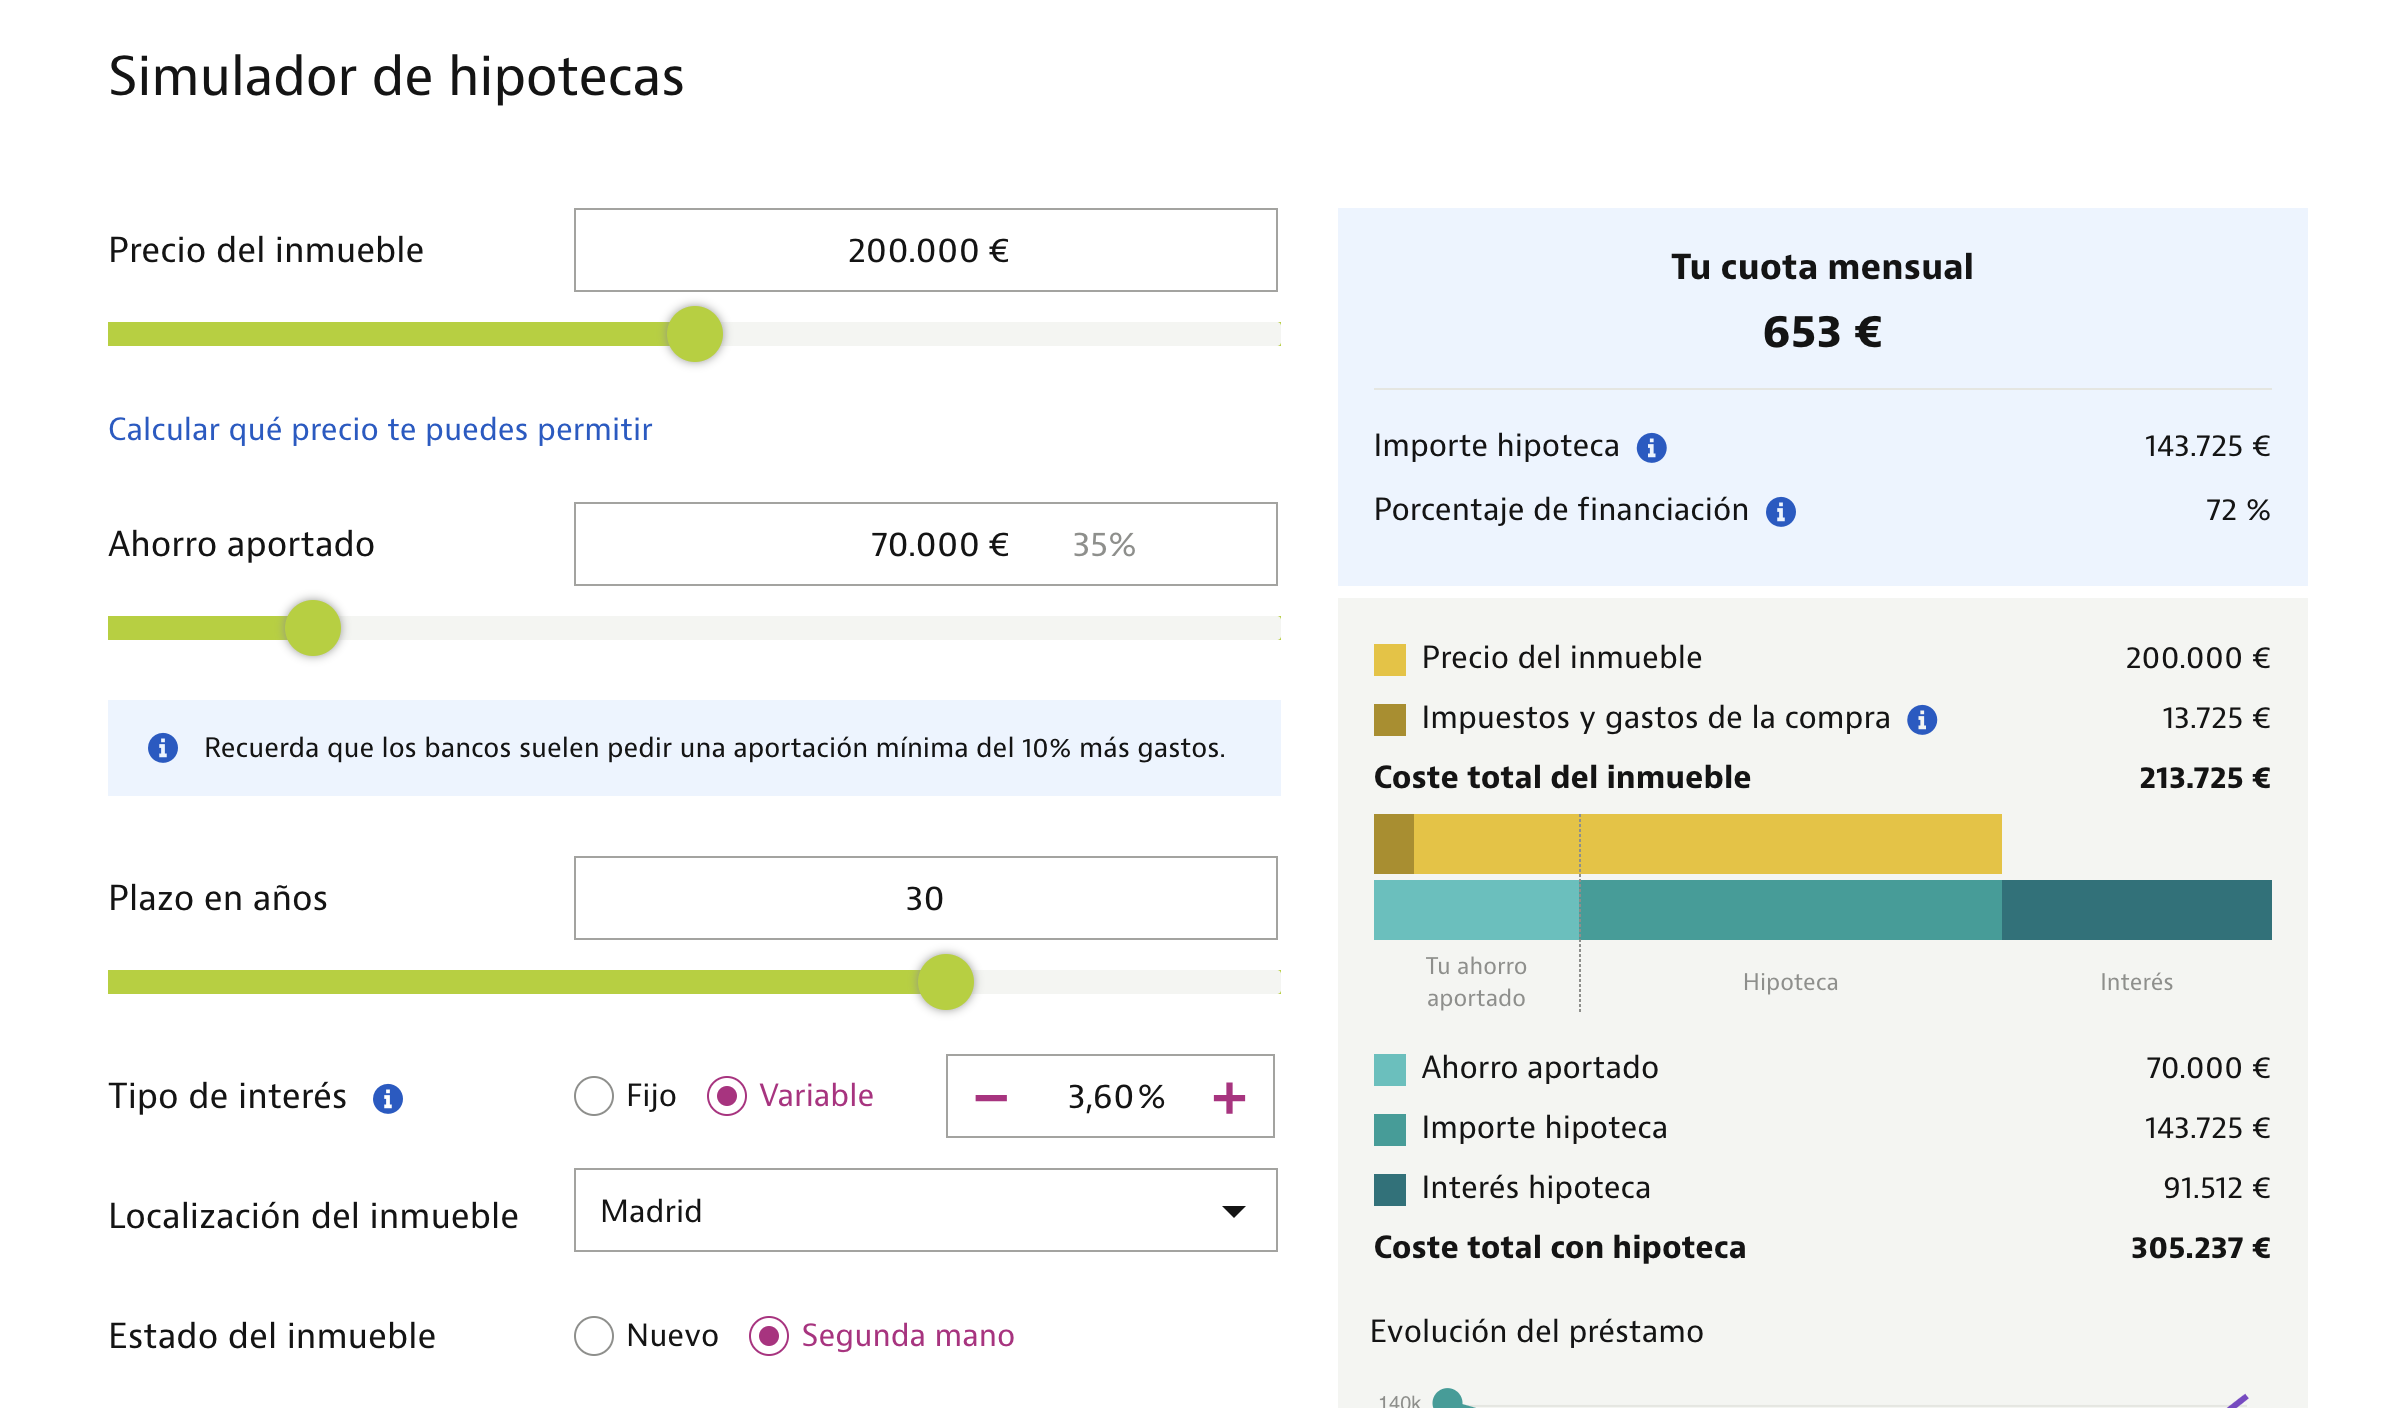 Simulador de hipotecas
Precio del inmueble
200.000 €
Calcular qué precio te puedes permitir
Ahorro aportado
70.000 € 35%
Recuerda que los bancos suelen pedir una aportación mínima del 10% más gastos.
Plazo en años
30
Tipo de interés
Fijo Variable
3,60%
Localización del inmueble
Madrid
Estado del inmueble
Nuevo Segunda mano
Tu cuota mensual
653 €
Importe hipoteca 143.725 €
Porcentaje de financiación 72 %
Precio del inmueble 200.000 €
Impuestos y gastos de la compra 13.725 €
Coste total del inmueble 213.725 €
Tu ahorro
aportado
Hipoteca
Interés
Ahorro aportado 70.000 €
Importe hipoteca 143.725 €
Interés hipoteca 91.512 €
Coste total con hipoteca 305.237 €
Evolución del préstamo
140k